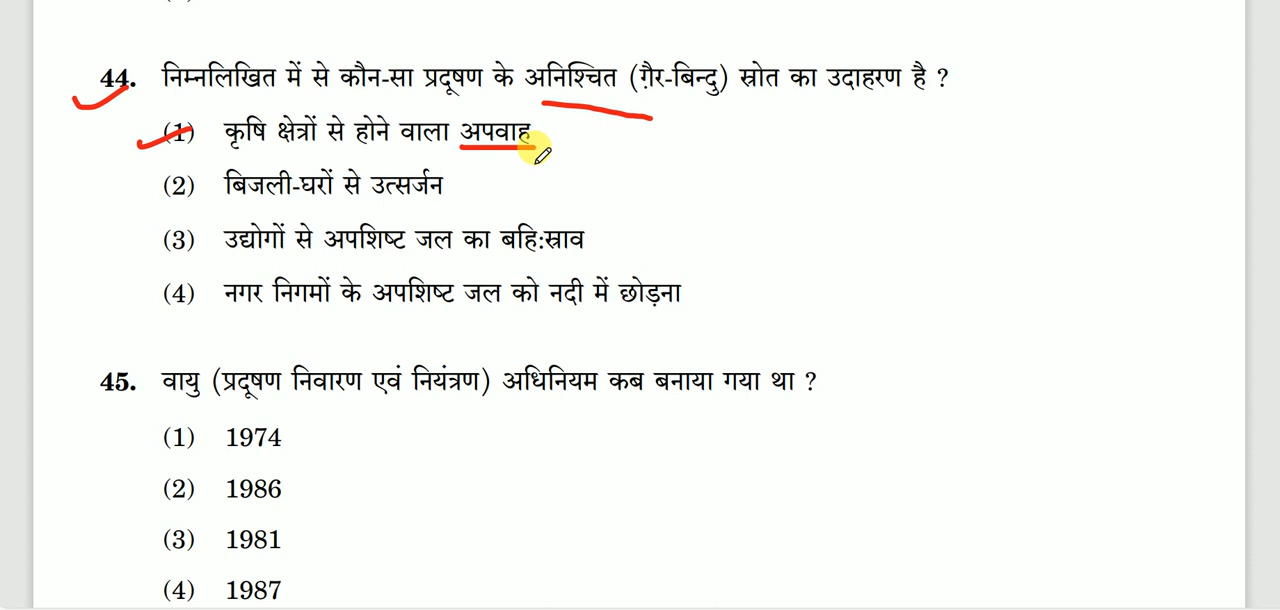 44. निम्नलिखित में से कौन-सा प्रदूषण के अनिश्चित (ग़ैर-बिन्दु) स्रोत का उदाहरण है ?
(1) कृषि क्षेत्रों से होने वाला अपवाह
(2) बिजली-घरों से उत्सर्जन
(3) उद्योगों से अपशिष्ट जल का बहि:स्राव
(4) नगर निगमों के अपशिष्ट जल को नदी में छोड़ना
45. वायु (प्रदूषण निवारण एवं नियंत्रण) अधिनियम कब बनाया गया था ?
(1) 1974
(2) 1986
(3) 1981
(4) 1987